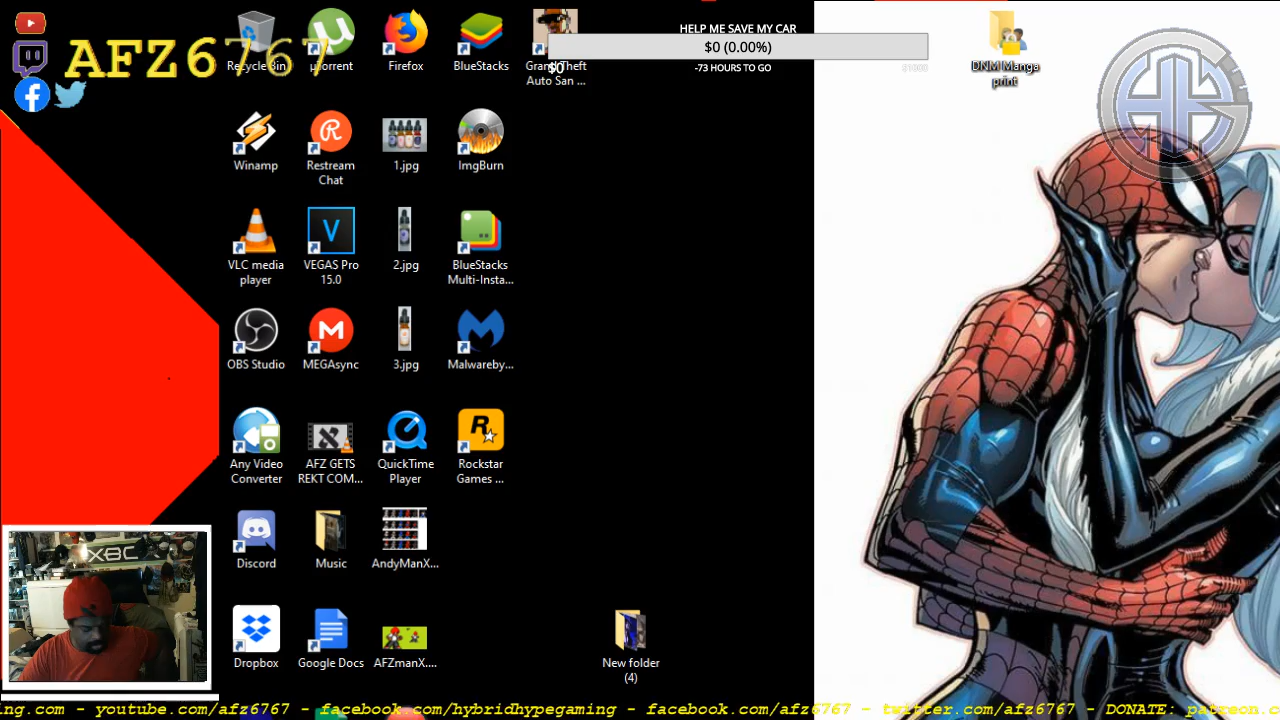 HELP ME SAVE MY CAR
$0 (0.00%)
$0
-73 HOURS TO GO
$1000
AFZ6767
Recycle Bin
µTorrent
Firefox
BlueStacks
Grand Theft
Auto San ...
DNM Manga
print
Winamp
Restream
Chat
1.jpg
ImgBurn
VLC media
player
VEGAS Pro
15.0
2.jpg
BlueStacks
Multi-Insta...
OBS Studio
MEGAsync
3.jpg
Malwareby...
Any Video
Converter
AFZ GETS
REKT COM...
QuickTime
Player
Rockstar
Games ...
Discord
Music
AndyManX...
XBC
Dropbox
Google Docs
AFZmanX....
New folder
(4)
ing.com - youtube.com/afz6767 - facebook.com/hybridhypegaming - facebook.com/afz6767 - twitter.com/afz6767 - DONATE: patreon.c